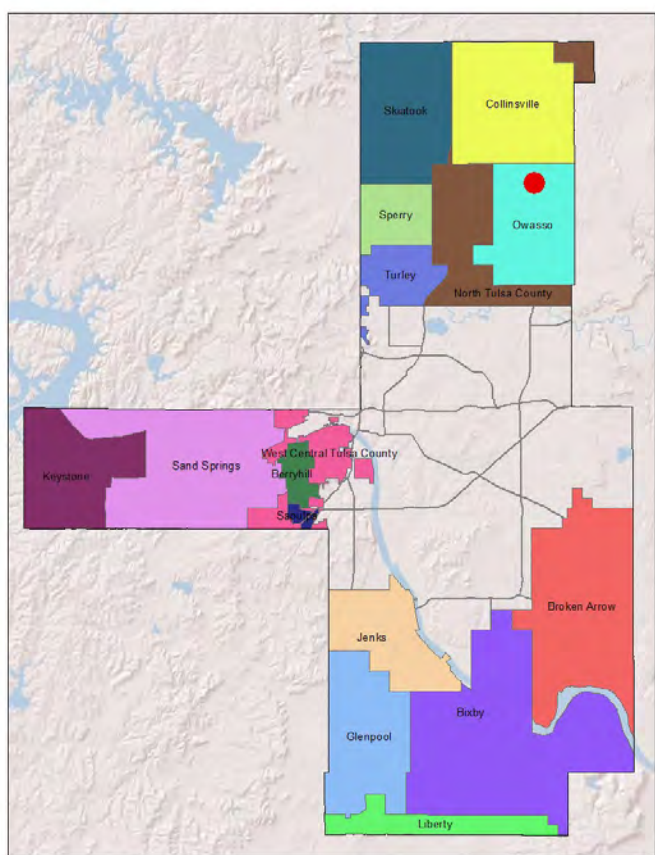 Skiatook
Collinsville
Sperry
Owasso
Turley
North Tulsa County
West Central Tulsa County
Sand Springs
Keystone
Berryhill
Sapulpa
Broken Arrow
Jenks
Bixby
Glenpool
Liberty